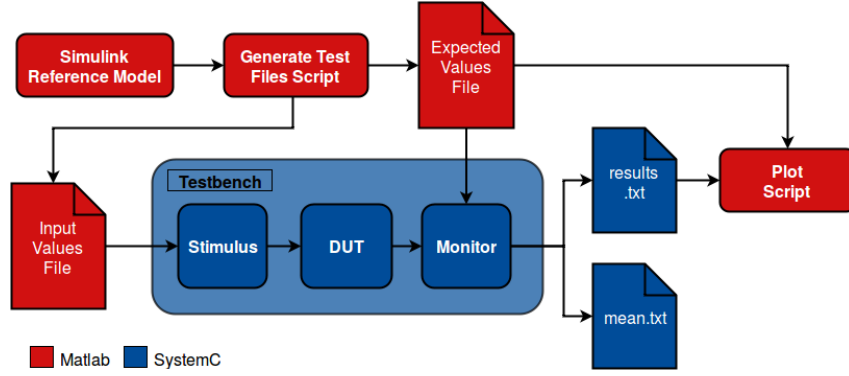 Simulink
Reference Model
Generate Test
Files Script
Expected
Values
File
Input
Values
File
Testbench
Stimulus
DUT
Monitor
results
.txt
mean.txt
Plot
Script
Matlab
SystemC